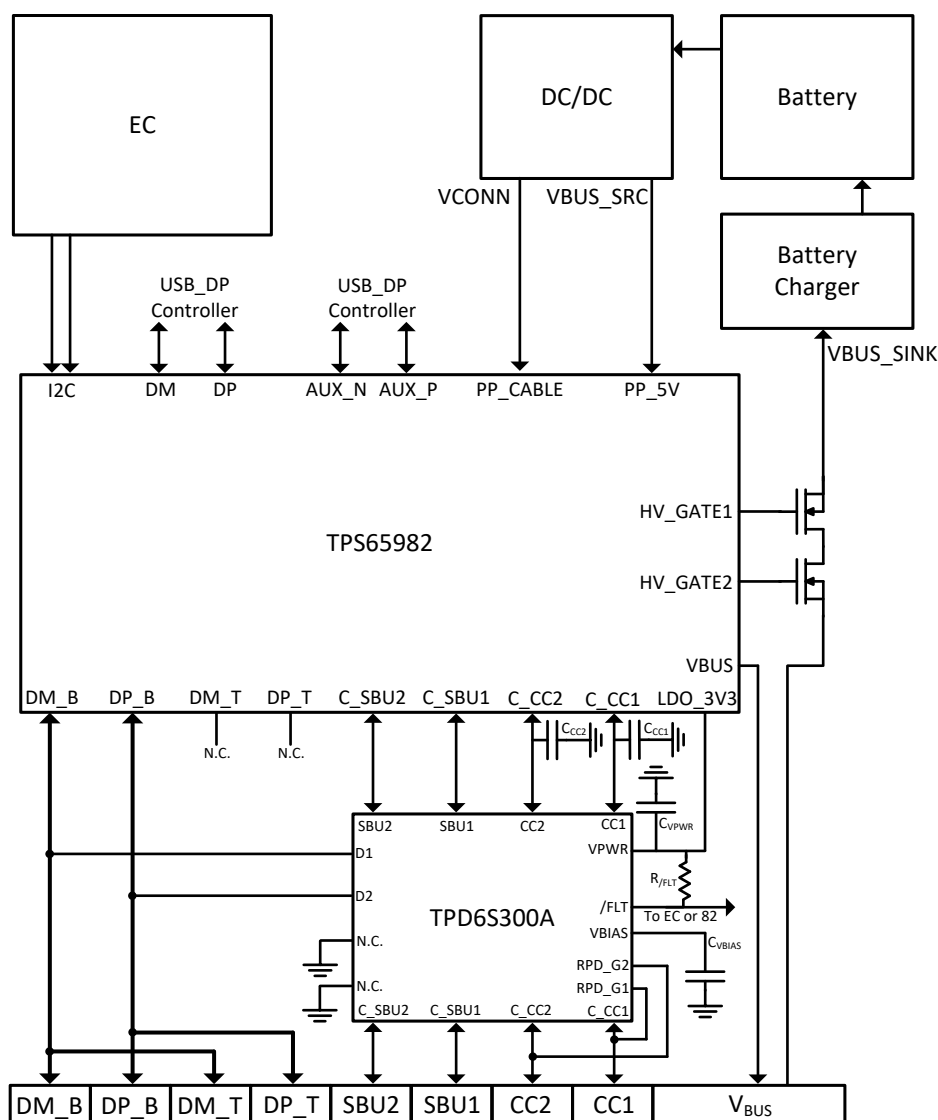 EC
DC/DC
Battery
VCONN
VBUS_SRC
Battery
Charger
USB_DP
Controller
USB_DP
Controller
VBUS_SINK
I2C
DM
DP
AUX_N
AUX_P
PP_CABLE
PP_5V
HV_GATE1
TPS65982
HV_GATE2
VBUS
DM_B
DP_B
DM_T
DP_T
C_SBU2
C_SBU1
C_CC2
C_CC1
LDO_3V3
N.C.
N.C.
CCC2
CCC1
SBU2
SBU1
CC2
CC1
CVPWR
VPWR
D1
R/FLT
D2
/FLT
To EC or 82
TPD6S300A
VBIAS
CVBIAS
N.C.
RPD_G2
N.C.
RPD_G1
C_SBU2
C_SBU1
C_CC2
C_CC1
DM_B
DP_B
DM_T
DP_T
SBU2
SBU1
CC2
CC1
VBUS